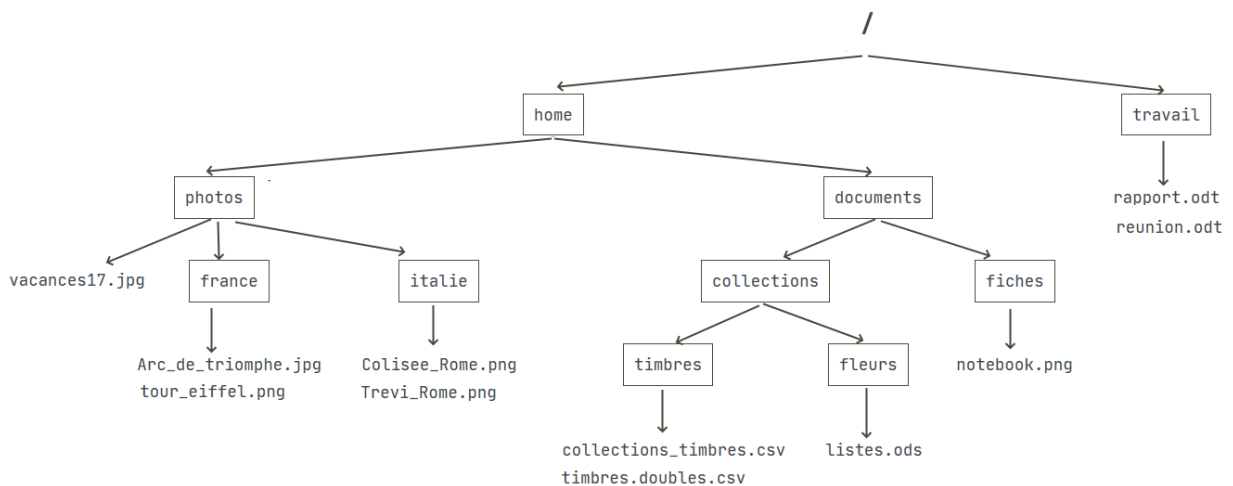 /
home
travail
photos
documents
rapport.odt
reunion.odt
vacances17.jpg
france
italie
collections
fiches
Arc_de_triomphe.jpg
tour_eiffel.png
Colisee_Rome.png
Trevi_Rome.png
timbres
fleurs
notebook.png
collections_timbres.csv
timbres.doubles.csv
listes.ods